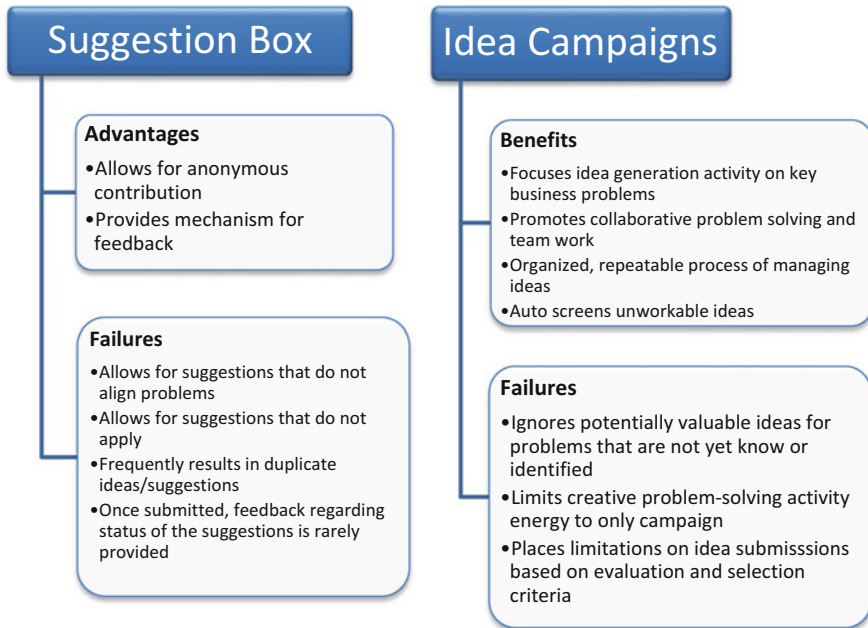 Suggestion Box
Advantages
•Allows for anonymous
contribution
•Provides mechanism for
feedback
Failures
•Allows for suggestions that do not
align problems
•Allows for suggestions that do not
apply
•Frequently results in duplicate
ideas/suggestions
•Once submitted, feedback regarding
status of the suggestions is rarely
provided
Idea Campaigns
Benefits
•Focuses idea generation activity on key
business problems
•Promotes collaborative problem solving and
team work
•Organized, repeatable process of managing
ideas
•Auto screens unworkable ideas
Failures
•Ignores potentially valuable ideas for
problems that are not yet know or
identified
•Limits creative problem-solving activity
energy to only campaign
•Places limitations on idea submisssions
based on evaluation and selection
criteria